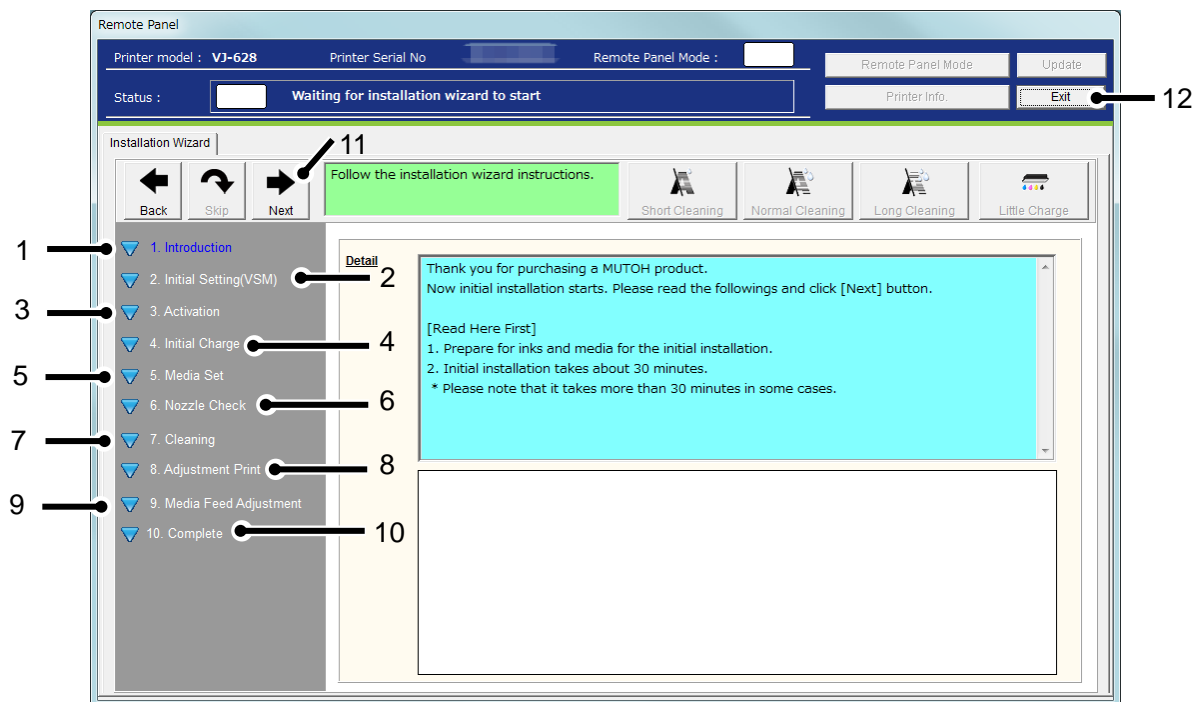 Remote Panel
Printer model : VJ-628 Printer Serial No Remote Panel Mode :
Remote Panel Mode Update
Status : Waiting for installation wizard to start
Printer Info. Exit
12
Installation Wizard
11
Back Skip Next
Follow the installation wizard instructions.
Short Cleaning Normal Cleaning Long Cleaning Little Charge
1
1. Introduction
2. Initial Setting(VSM)
2
3
3. Activation
4. Initial Charge
4
5
5. Media Set
6. Nozzle Check
6
7
7. Cleaning
8. Adjustment Print
8
9
9. Media Feed Adjustment
10. Complete
10
Detail
Thank you for purchasing a MUTOH product.
Now initial installation starts. Please read the followings and click [Next] button.
[Read Here First]
1. Prepare for inks and media for the initial installation.
2. Initial installation takes about 30 minutes.
* Please note that it takes more than 30 minutes in some cases.